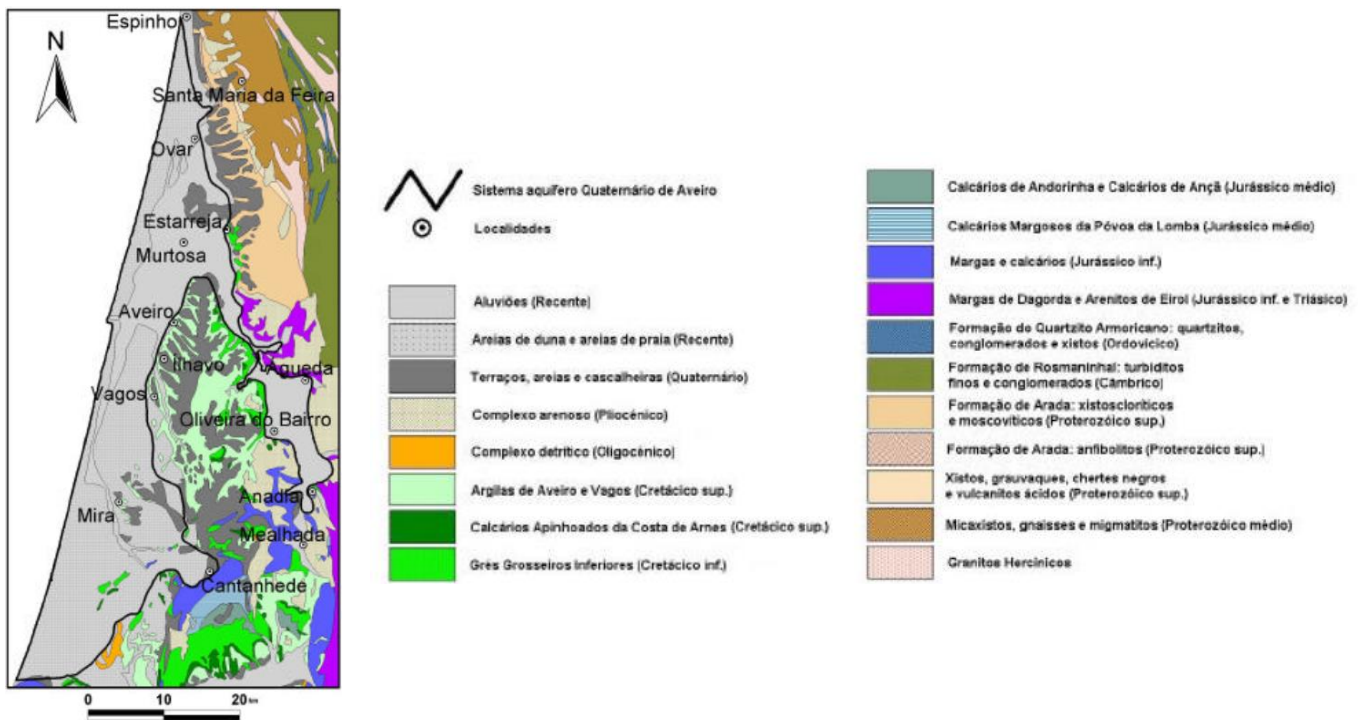 Espinho
N
Santa Maria da Feira
Ovar
Estarreja
Murtosa
Aveiro
Ílhavo
Águeda
Vagos
Oliveira do Bairro
Anadia
Mira
Mealhada
Cantanhede
0 10 20 km
Sistema aquífero Quaternário de Aveiro
Localidades
Aluviões (Recente)
Areias de duna e areias de praia (Recente)
Terraços, areias e cascalheiras (Quaternário)
Complexo arenoso (Pliocénico)
Complexo detrítico (Oligocénico)
Argilas de Aveiro e Vagos (Cretácico sup.)
Calcários Apinhoados da Costa de Arnes (Cretácico sup.)
Grés Grosseiros Inferiores (Cretácico inf.)
Calcários de Andorinha e Calcários de Ançã (Jurássico médio)
Calcários Margosos da Póvoa da Lomba (Jurássico médio)
Margas e calcários (Jurássico inf.)
Margas de Dagorda e Arenitos de Eirol (Jurássico inf. e Triásico)
Formação do Quartzito Armoricano: quartzitos,
conglomerados e xistos (Ordovícico)
Formação de Rosmaninhal: turbiditos
finos e conglomerados (Câmbrico)
Formação de Arada: xistoscloríticos
e moscovíticos (Proterozóico sup.)
Formação de Arada: anfibolitos (Proterozóico sup.)
Xistos, grauvaques, chertes negros
e vulcanitos ácidos (Proterozóico sup.)
Micaxistos, gnaisses e migmatitos (Proterozóico médio)
Granitos Hercínicos